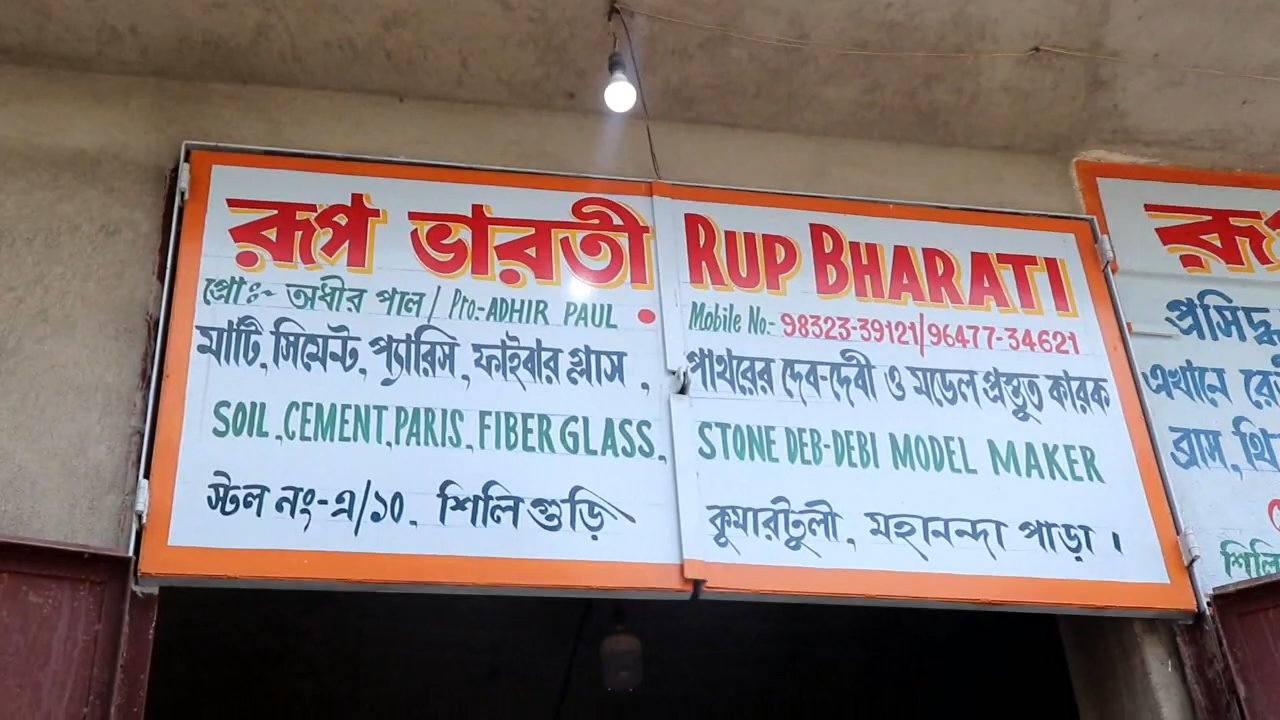 রূপ ভারতী RUP BHARATI
প্রোঃ~ অধীর পাল / Pro.-ADHIR PAUL • Mobile No.- 98323-39121/96477-34621
মাটি, সিমেন্ট, প্যারিস, ফাইবার গ্লাস, পাথরের দেব-দেবী ও মডেল প্রস্তুত কারক
SOIL, CEMENT, PARIS, FIBER GLASS, STONE DEB-DEBI MODEL MAKER
স্টল নং-এ/১০, শিলিগুড়ি কুমারীটুলী, মহানন্দা পাড়া।
প্রসিদ্ধ
এখানে
ব্রাস,